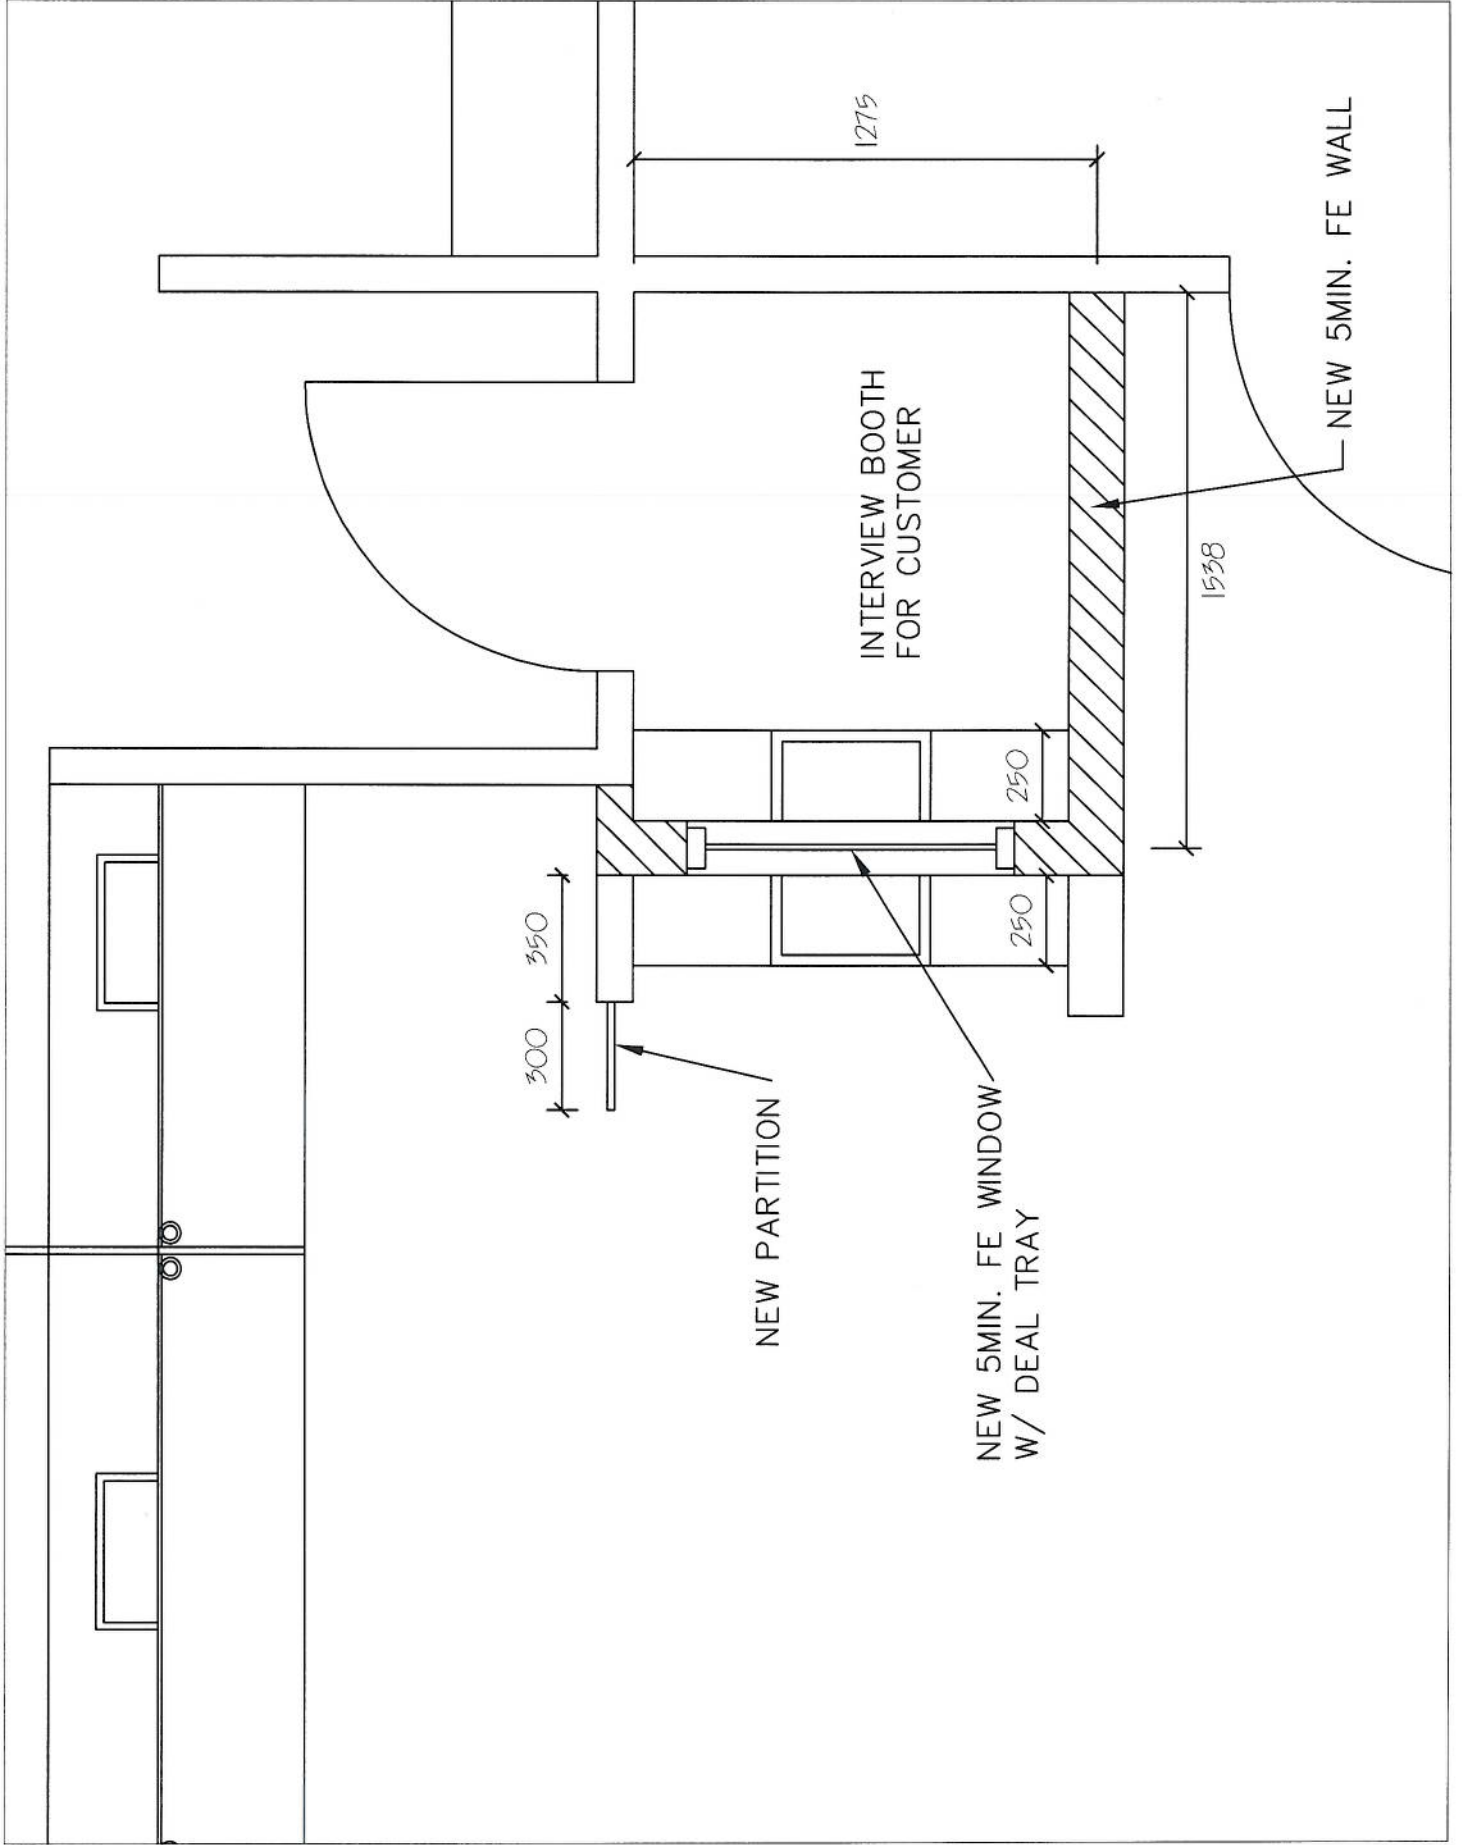 NEW PARTITION
NEW 5MIN. FE WINDOW
W/ DEAL TRAY
INTERVIEW BOOTH
FOR CUSTOMER
NEW 5MIN. FE WALL
300
350
250
250
1538
1275